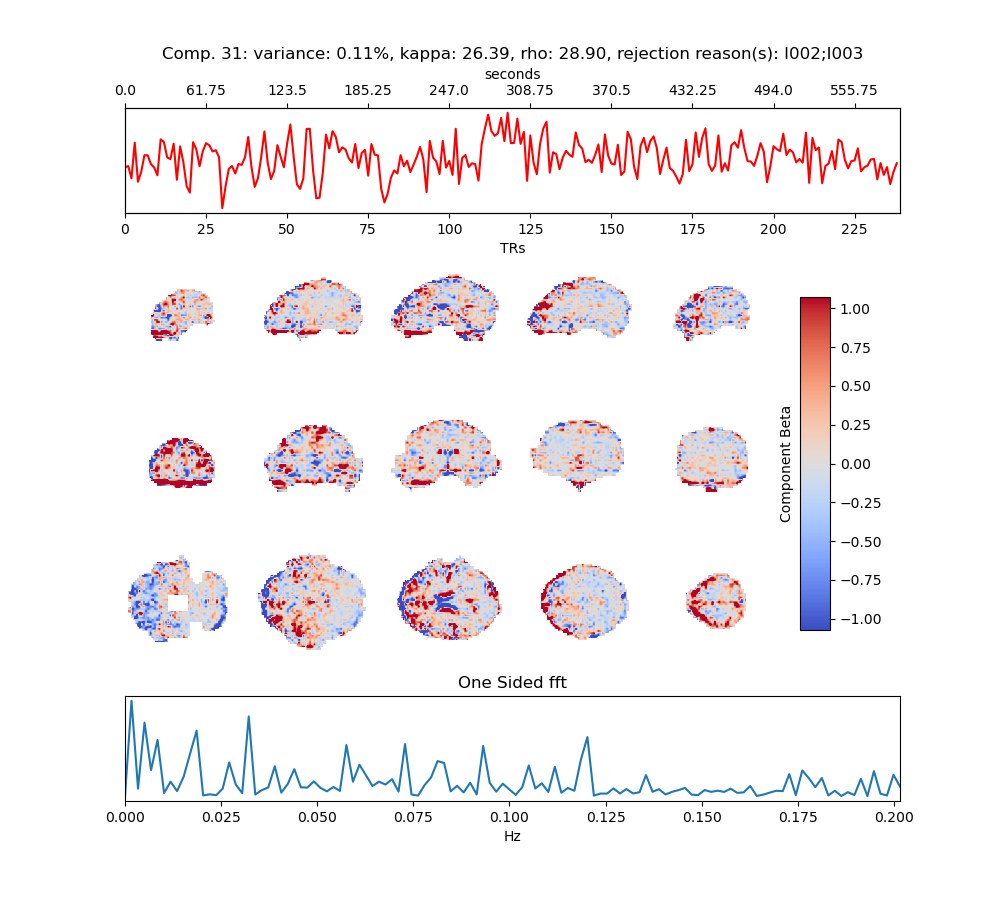 Comp. 31: variance: 0.11%, kappa: 26.39, rho: 28.90, rejection reason(s): I002;I003
seconds
0.0 61.75 123.5 185.25 247.0 308.75 370.5 432.25 494.0 555.75
0 25 50 75 100 125 150 175 200 225
TRs
1.00
0.75
0.50
0.25
0.00
−0.25
−0.50
−0.75
−1.00
Component Beta
One Sided fft
0.000 0.025 0.050 0.075 0.100 0.125 0.150 0.175 0.200
Hz